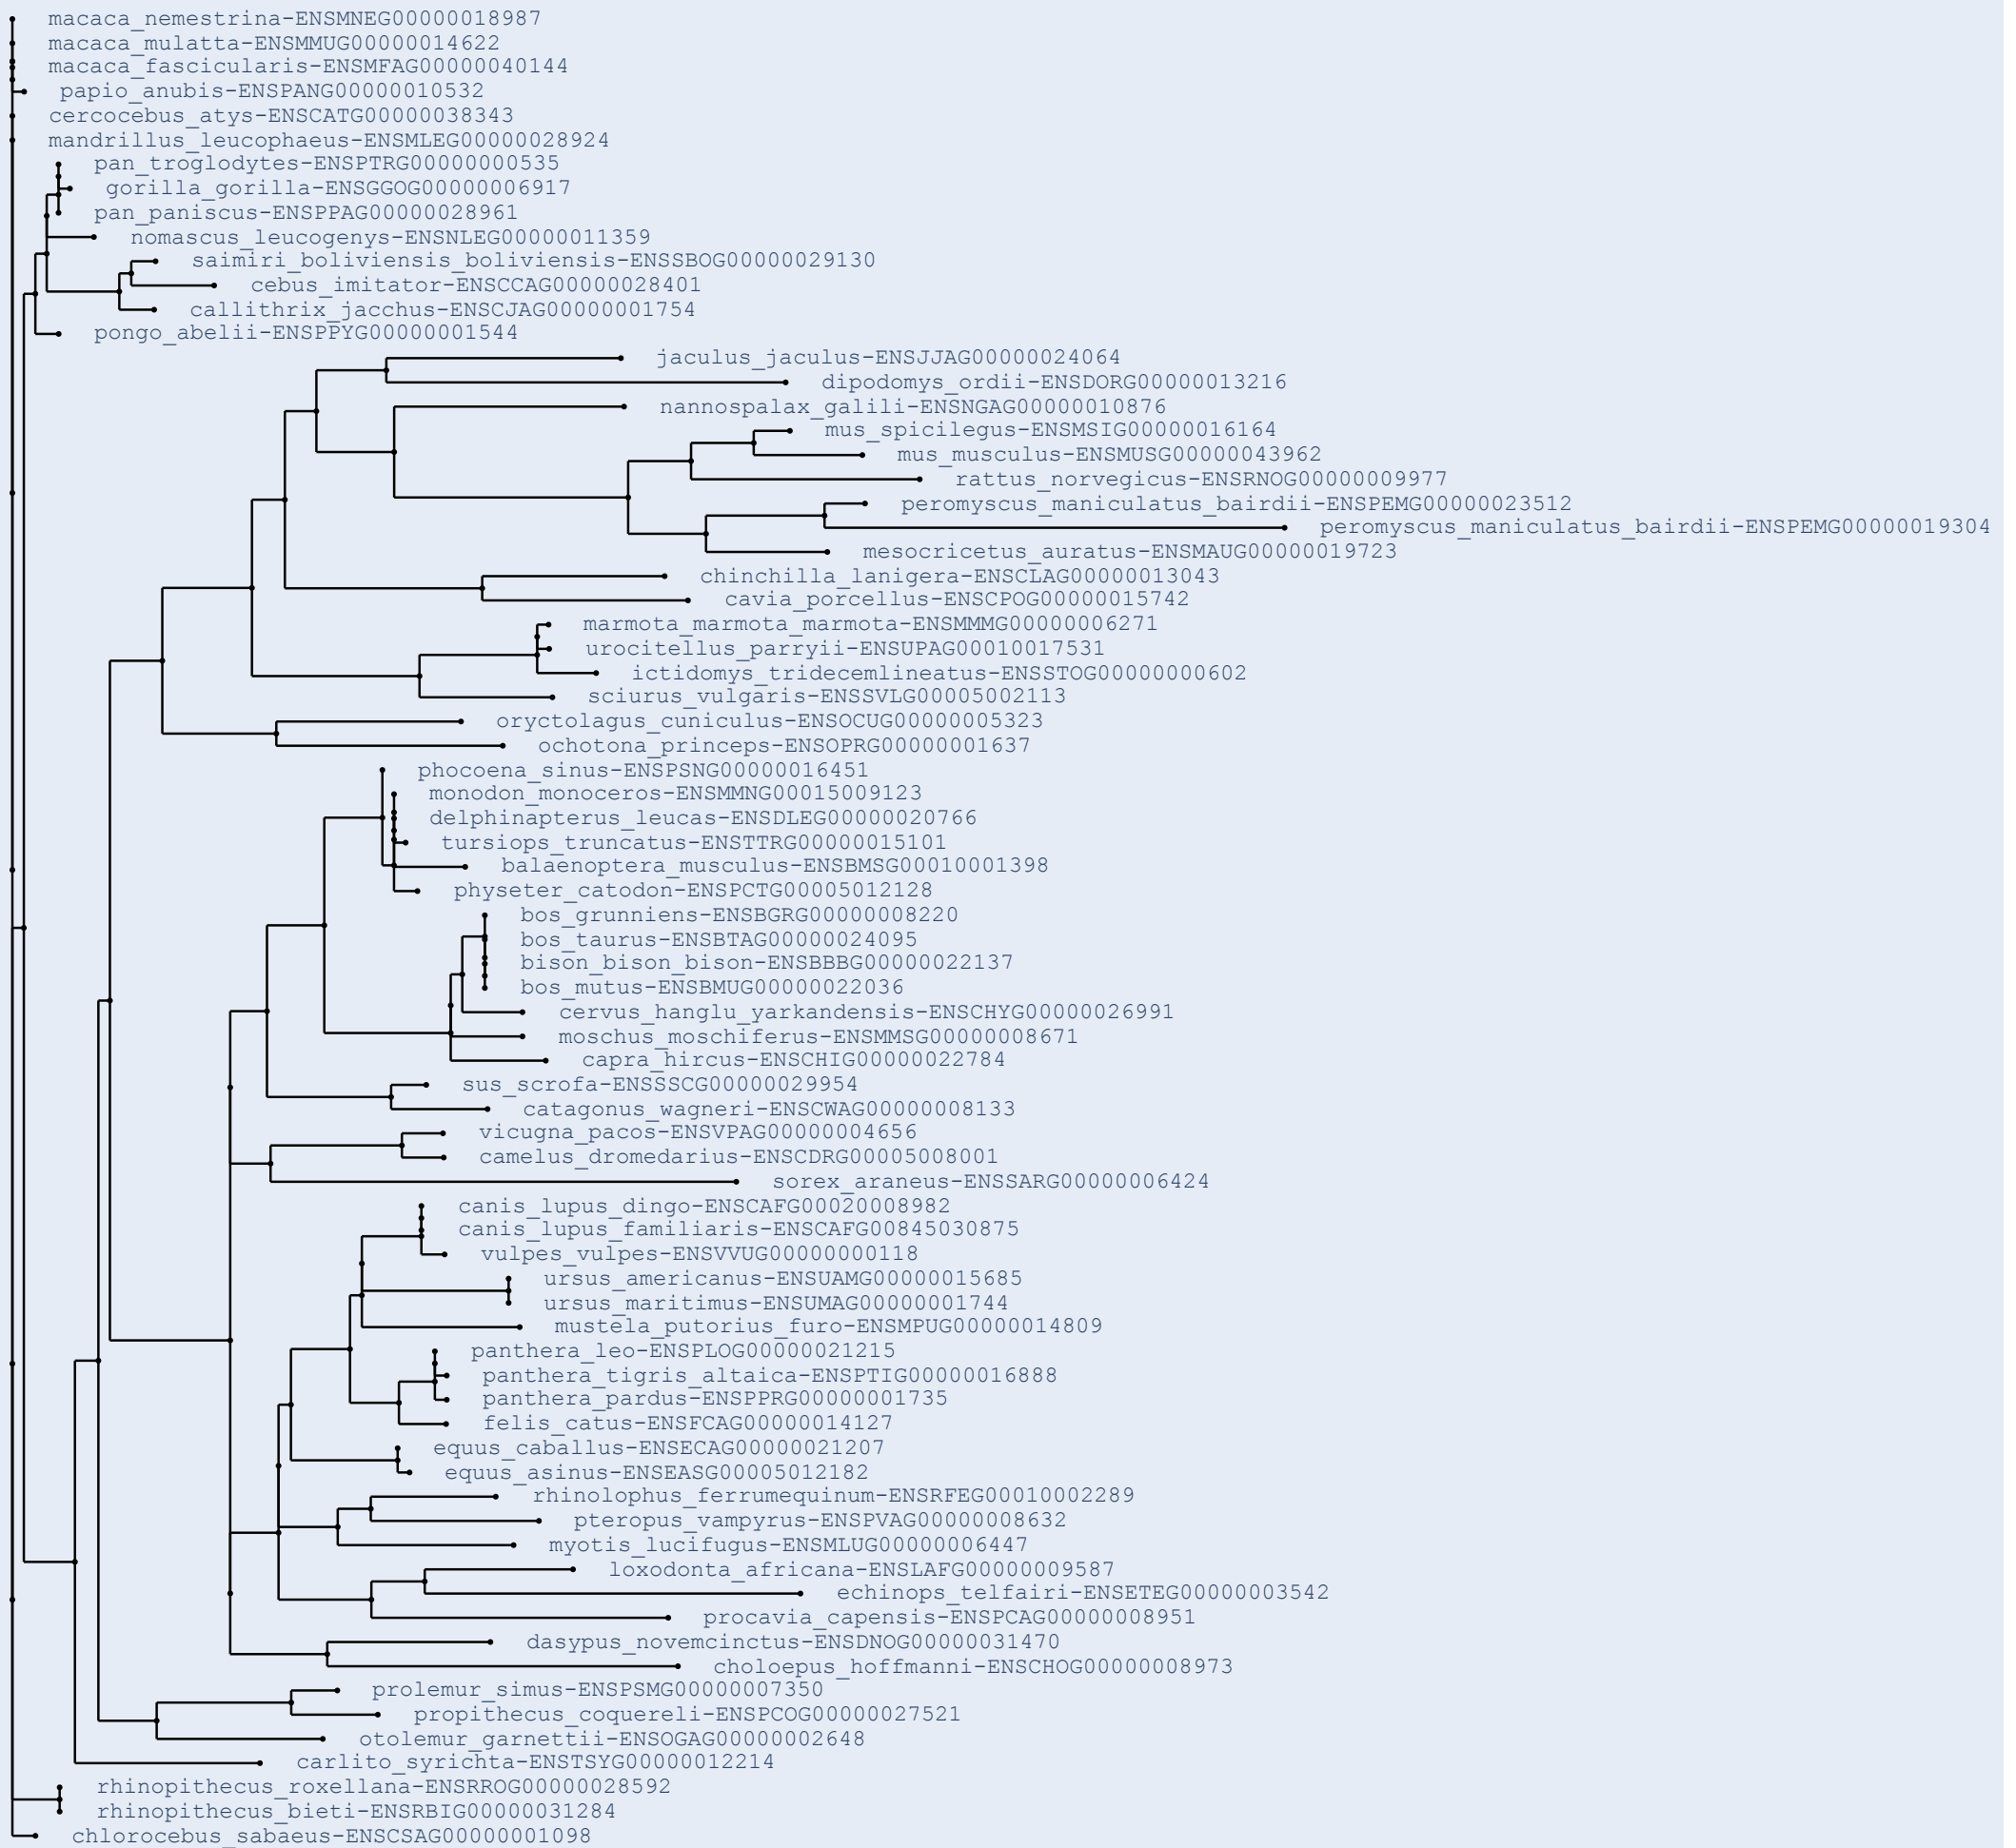 macaca_nemestrina-ENSMNEG00000018987
macaca_mulatta-ENSMMUG00000014622
macaca_fascicularis-ENSMFAG00000040144
papio_anubis-ENSPANG00000010532
cercocebus_atys-ENSCATG00000038343
mandrillus_leucophaeus-ENSMLEG00000028924
pan_troglodytes-ENSPTRG00000000535
gorilla_gorilla-ENSGGOG00000006917
pan_paniscus-ENSPPAG00000028961
nomascus_leucogenys-ENSNLEG00000011359
saimiri_boliviensis_boliviensis-ENSSBOG00000029130
cebus_imitator-ENSCCAG00000028401
callithrix_jacchus-ENSCJAG00000001754
pongo_abelii-ENSPPYG00000001544
jaculus_jaculus-ENSJJAG00000024064
dipodomys_ordii-ENSDORG00000013216
nannospalax_galili-ENSNGAG00000010876
mus_spicilegus-ENSMSIG00000016164
mus_musculus-ENSMUSG00000043962
rattus_norvegicus-ENSRNOG00000009977
peromyscus_maniculatus_bairdii-ENSPEMG00000023512
peromyscus_maniculatus_bairdii-ENSPEMG00000019304
mesocricetus_auratus-ENSMAUG00000019723
chinchilla_lanigera-ENSCLAG00000013043
cavia_porcellus-ENSCPOG00000015742
marmota_marmota_marmota-ENSMMMG00000006271
urocitellus_parryii-ENSUPAG00010017531
ictidomys_tridecemlineatus-ENSSTOG00000000602
sciurus_vulgaris-ENSSVLG00005002113
oryctolagus_cuniculus-ENSOCUG00000005323
ochotona_princeps-ENSOPRG00000001637
phocoena_sinus-ENSPSNG00000016451
monodon_monoceros-ENSMMNG00015009123
delphinapterus_leucas-ENSDLEG00000020766
tursiops_truncatus-ENSTTRG00000015101
balaenoptera_musculus-ENSBMSG00010001398
physeter_catodon-ENSPCTG00005012128
bos_grunniens-ENSBGRG00000008220
bos_taurus-ENSBTAG00000024095
bison_bison_bison-ENSBBBG00000022137
bos_mutus-ENSBMUG00000022036
cervus_hanglu_yarkandensis-ENSCHYG00000026991
moschus_moschiferus-ENSMMSG00000008671
capra_hircus-ENSCHIG00000022784
sus_scrofa-ENSSSCG00000029954
catagonus_wagneri-ENSCWAG00000008133
vicugna_pacos-ENSVPAG00000004656
camelus_dromedarius-ENSCDRG00005008001
sorex_araneus-ENSSARG00000006424
canis_lupus_dingo-ENSCAFG00020008982
canis_lupus_familiaris-ENSCAFG00845030875
vulpes_vulpes-ENSVVUG00000000118
ursus_americanus-ENSUAMG00000015685
ursus_maritimus-ENSUMAG00000001744
mustela_putorius_furo-ENSMPUG00000014809
panthera_leo-ENSPLOG00000021215
panthera_tigris_altaica-ENSPTIG00000016888
panthera_pardus-ENSPPRG00000001735
felis_catus-ENSFCAG00000014127
equus_caballus-ENSECAG00000021207
equus_asinus-ENSEASG00005012182
rhinolophus_ferrumequinum-ENSRFEG00010002289
pteropus_vampyrus-ENSPVAG00000008632
myotis_lucifugus-ENSMLUG00000006447
loxodonta_africana-ENSLAFG00000009587
echinops_telfairi-ENSETEG00000003542
procavia_capensis-ENSPCAG00000008951
dasypus_novemcinctus-ENSDNOG00000031470
choloepus_hoffmanni-ENSCHOG00000008973
prolemur_simus-ENSPSMG00000007350
propithecus_coquereli-ENSPCOG00000027521
otolemur_garnettii-ENSOGAG00000002648
carlito_syrichta-ENSTSYG00000012214
rhinopithecus_roxellana-ENSRROG00000028592
rhinopithecus_bieti-ENSRBIG00000031284
chlorocebus_sabaeus-ENSCSAG00000001098